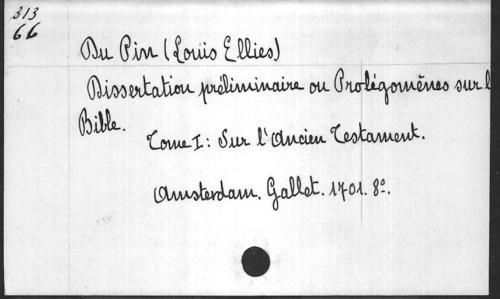 313
66
Du Pin (Louis Ellies)
Dissertation préliminaire ou Prolégomènes sur l
Bible.
Tome I: Sur l'Ancien Testament.
Amsterdam. Gallet. 1701. 8º.